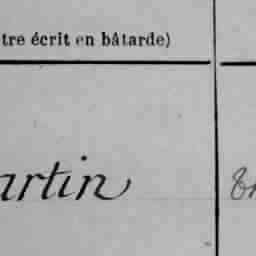 tre écrit en bâtarde)
artin